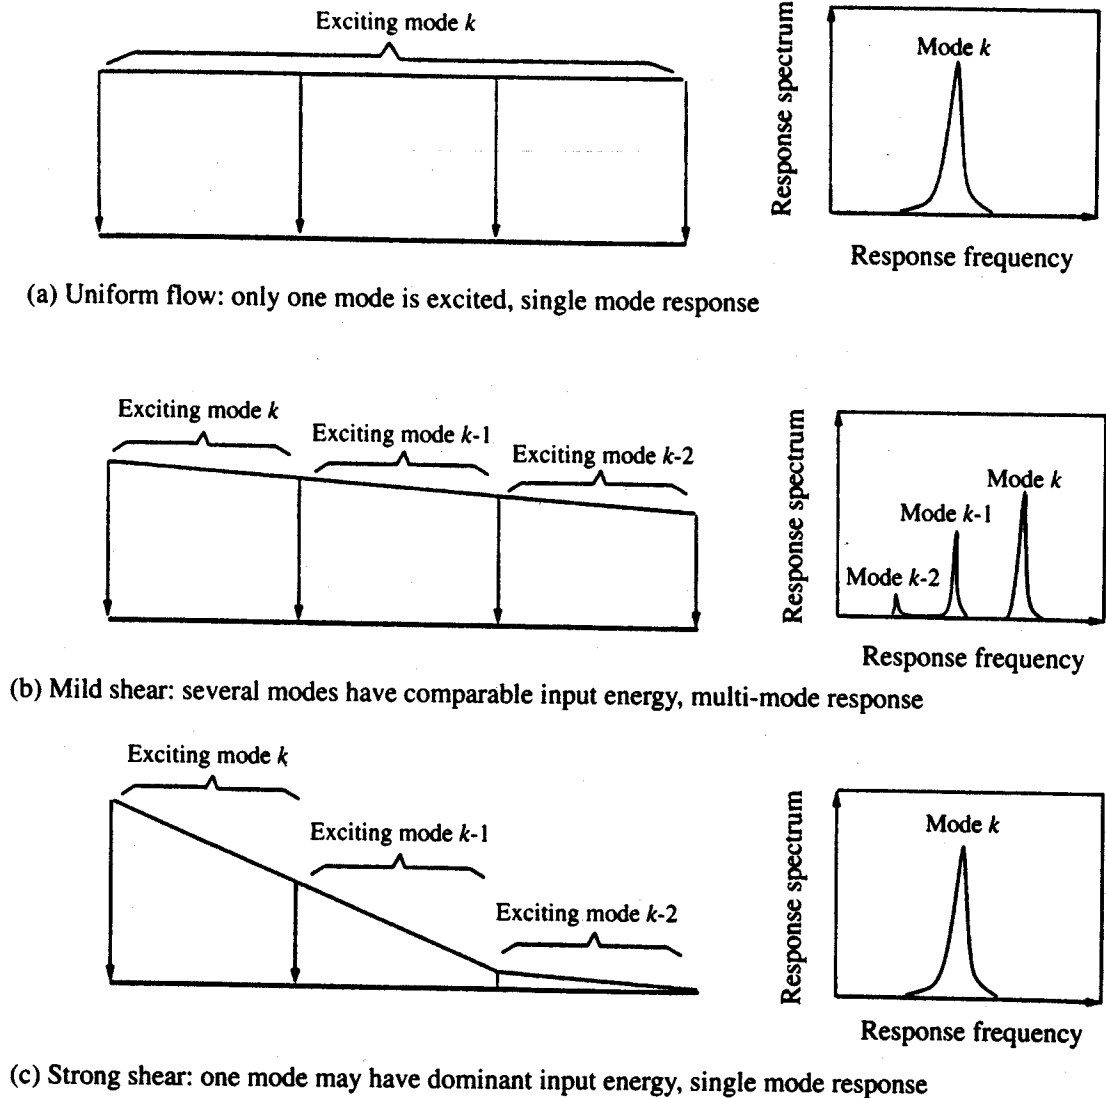 Exciting mode k
Response spectrum
Mode k
Response frequency
(a) Uniform flow: only one mode is excited, single mode response
Exciting mode k
Exciting mode k-1
Exciting mode k-2
Response spectrum
Mode k
Mode k-1
Mode k-2
Response frequency
(b) Mild shear: several modes have comparable input energy, multi-mode response
Exciting mode k
Exciting mode k-1
Exciting mode k-2
Response spectrum
Mode k
Response frequency
(c) Strong shear: one mode may have dominant input energy, single mode response